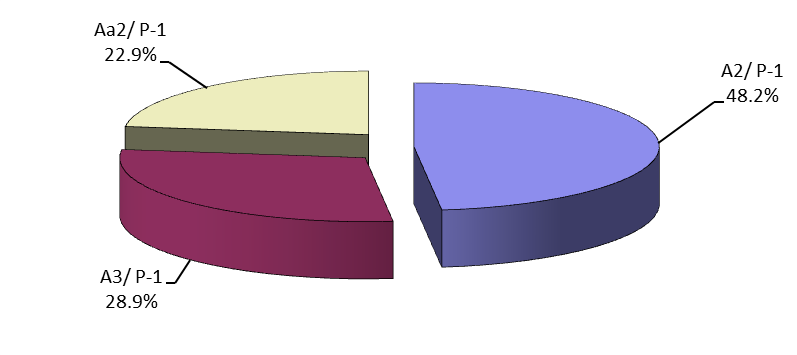 Aa2/ P-1
22.9%
A2/ P-1
48.2%
A3/ P-1
28.9%